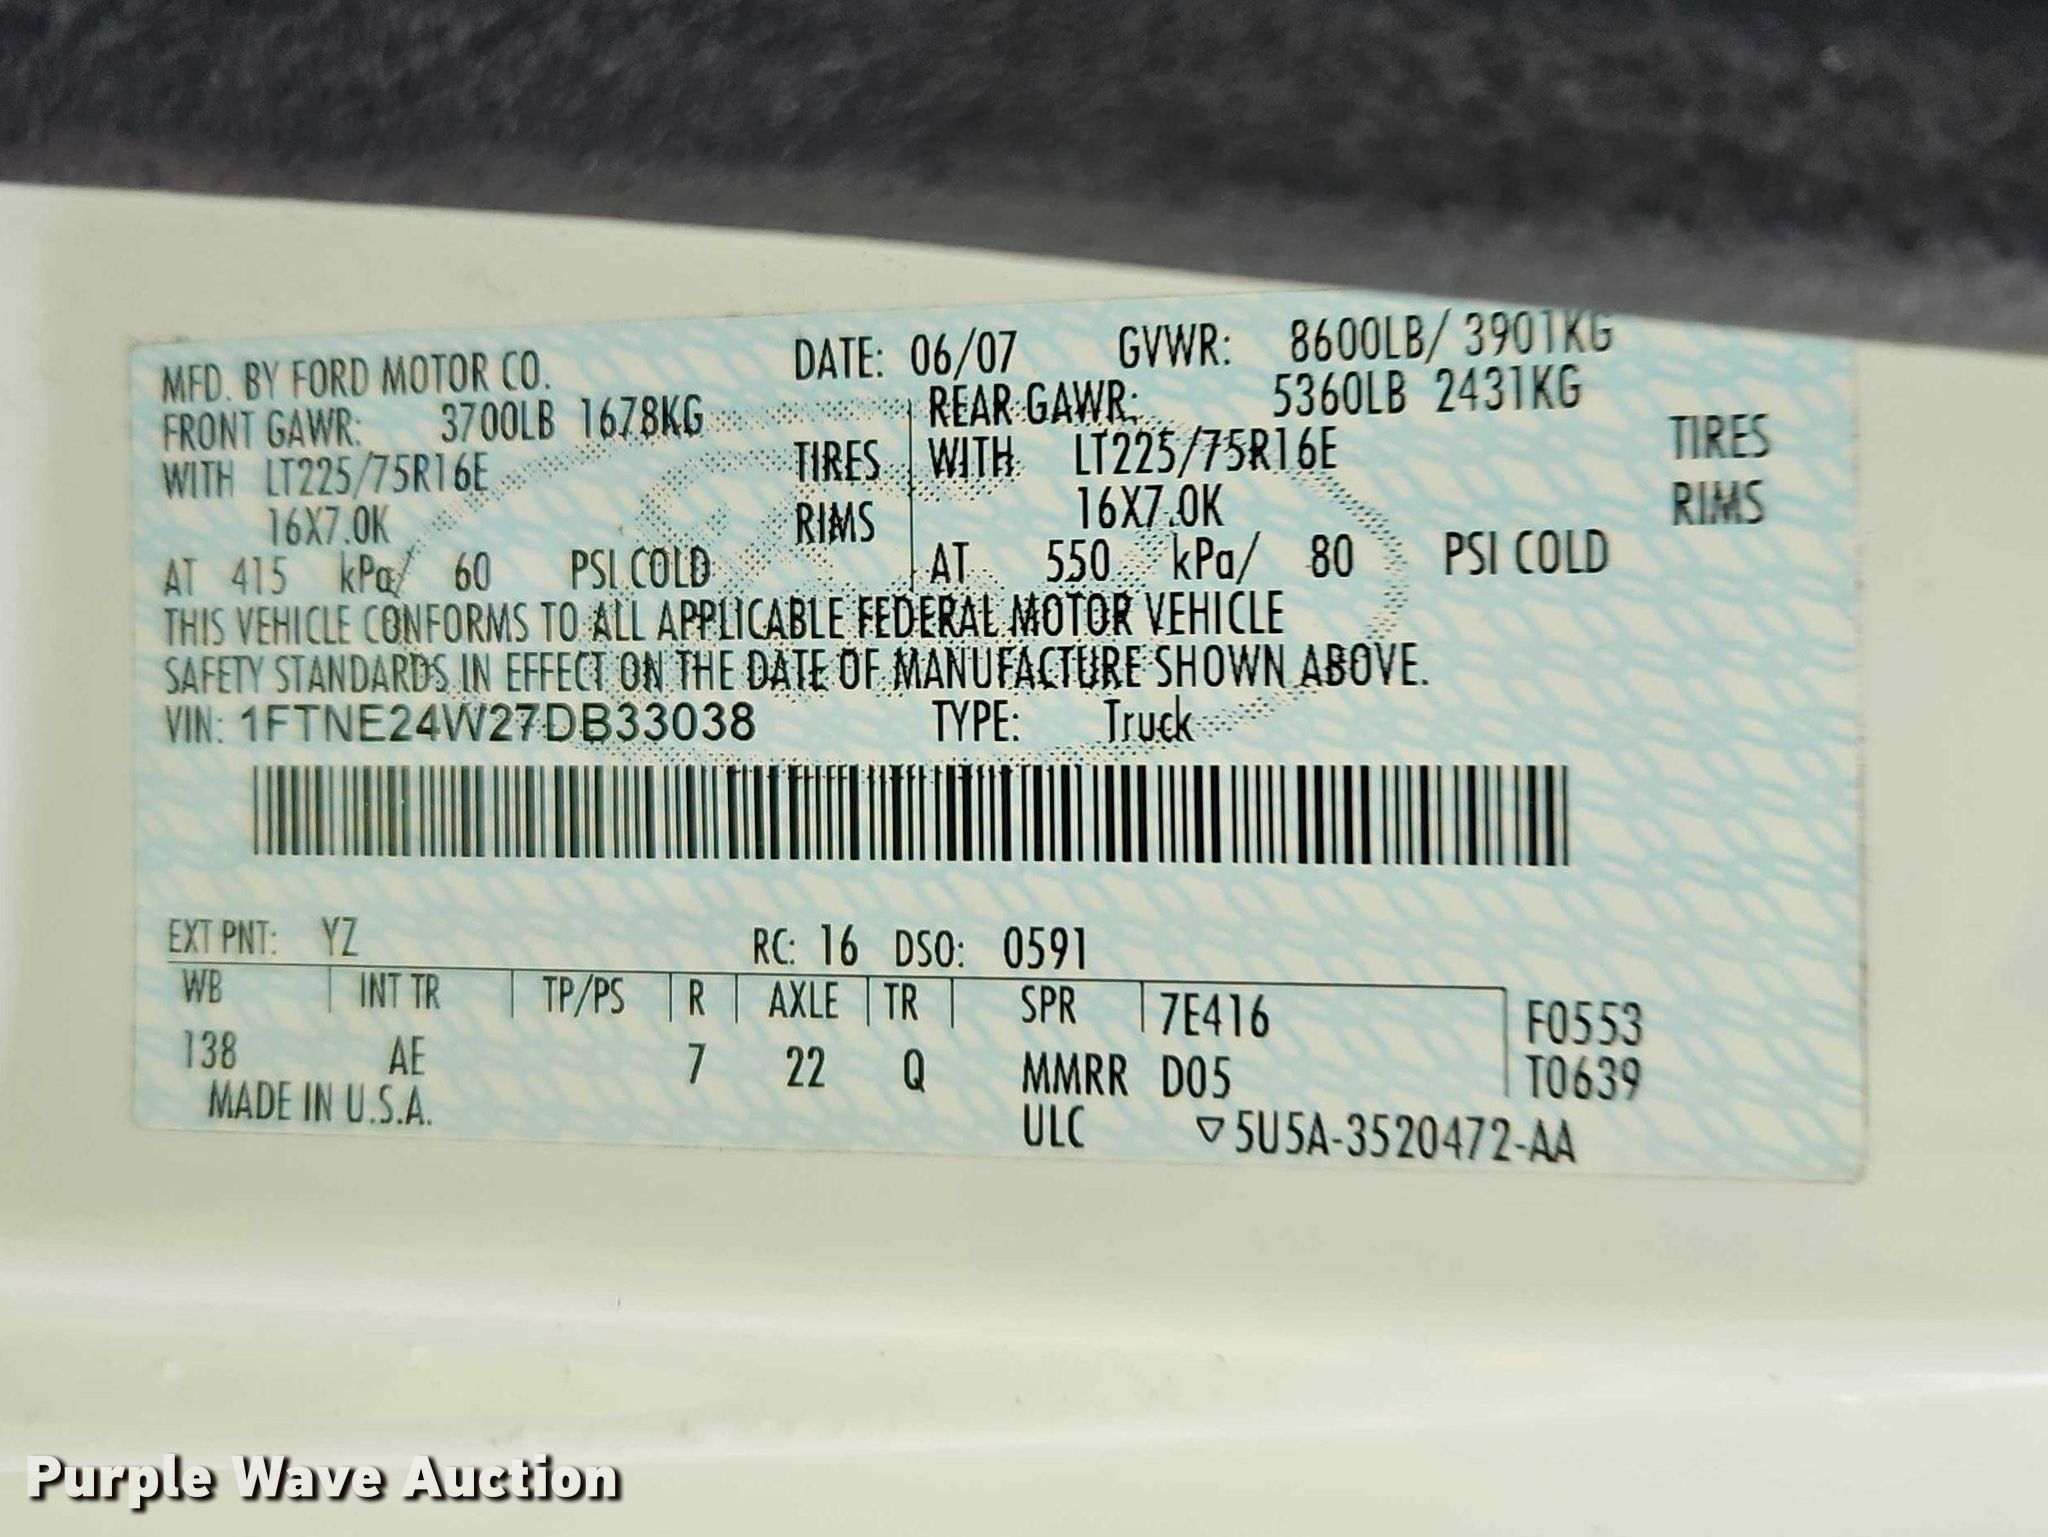 MFD. BY FORD MOTOR CO. DATE: 06/07 GVWR: 8600LB/ 3901KG
FRONT GAWR: 3700LB 1678KG REAR GAWR: 5360LB 2431KG
WITH LT225/75R16E TIRES WITH LT225/75R16E TIRES
16X7.0K RIMS 16X7.0K RIMS
AT 415 kPa/ 60 PSI COLD AT 550 kPa/ 80 PSI COLD
THIS VEHICLE CONFORMS TO ALL APPLICABLE FEDERAL MOTOR VEHICLE
SAFETY STANDARDS IN EFFECT ON THE DATE OF MANUFACTURE SHOWN ABOVE.
VIN: 1FTNE24W27DB33038 TYPE: Truck
EXT PNT: YZ RC: 16 DSO: 0591
WB INT TR TP/PS R AXLE TR SPR 7E416 F0553
138 AE 7 22 Q MMRR D05 T0639
MADE IN U.S.A. ULC ▽5U5A-3520472-AA
Purple Wave Auction